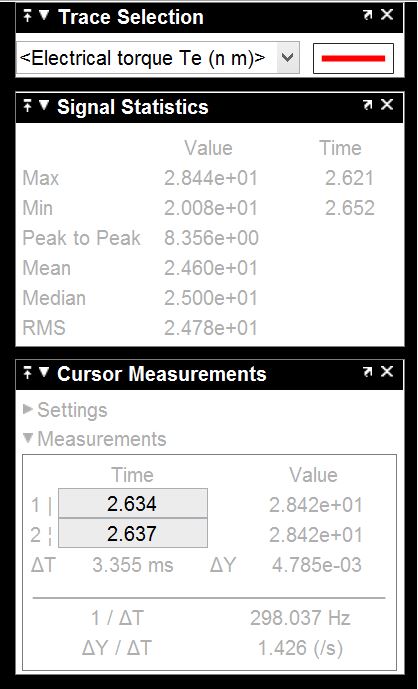 Trace Selection
<Electrical torque Te (n m)>
Signal Statistics
Value Time
Max 2.844e+01 2.621
Min 2.008e+01 2.652
Peak to Peak 8.356e+00
Mean 2.460e+01
Median 2.500e+01
RMS 2.478e+01
Cursor Measurements
Settings
Measurements
Time Value
1 | 2.634 2.842e+01
2 ¦ 2.637 2.842e+01
ΔT 3.355 ms ΔY 4.785e-03
1 / ΔT 298.037 Hz
ΔY / ΔT 1.426 (/s)